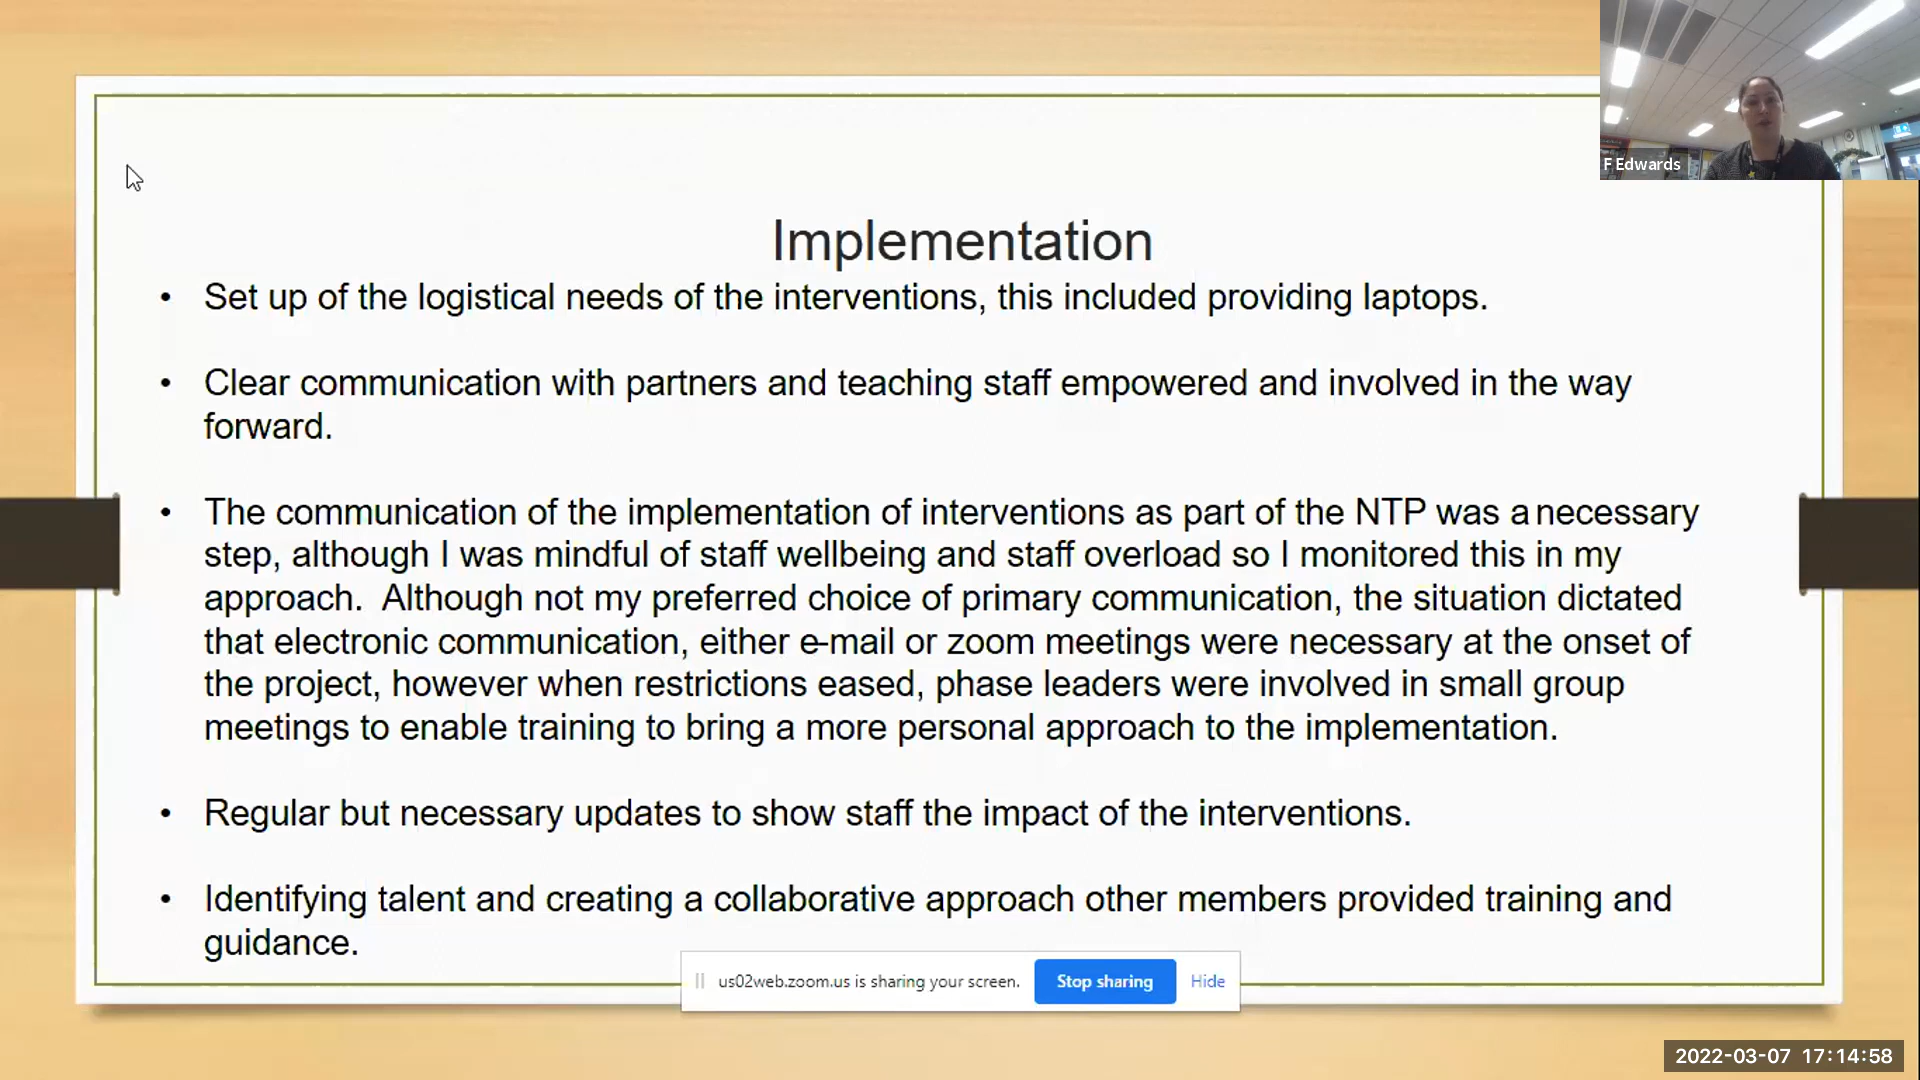 F Edwards
Implementation
• Set up of the logistical needs of the interventions, this included providing laptops.
• Clear communication with partners and teaching staff empowered and involved in the way
forward.
• The communication of the implementation of interventions as part of the NTP was a necessary
step, although I was mindful of staff wellbeing and staff overload so I monitored this in my
approach.  Although not my preferred choice of primary communication, the situation dictated
that electronic communication, either e-mail or zoom meetings were necessary at the onset of
the project, however when restrictions eased, phase leaders were involved in small group
meetings to enable training to bring a more personal approach to the implementation.
• Regular but necessary updates to show staff the impact of the interventions.
• Identifying talent and creating a collaborative approach other members provided training and
guidance.
us02web.zoom.us is sharing your screen. Stop sharing Hide
2022-03-07 17:14:58